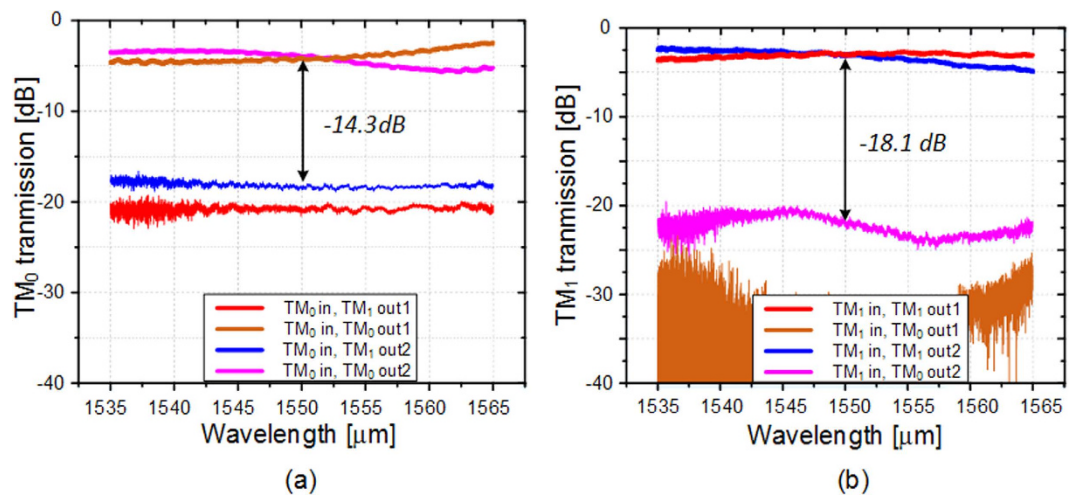 TM0 tranmission [dB]
0
-10
-20
-30
-40
-14.3dB
TM0 in, TM1 out1
TM0 in, TM0 out1
TM0 in, TM1 out2
TM0 in, TM0 out2
1535 1540 1545 1550 1555 1560 1565
Wavelength [μm]
(a)
TM1 tranmission [dB]
0
-10
-20
-30
-40
-18.1 dB
TM1 in, TM1 out1
TM1 in, TM0 out1
TM1 in, TM1 out2
TM1 in, TM0 out2
1535 1540 1545 1550 1555 1560 1565
Wavelength [μm]
(b)